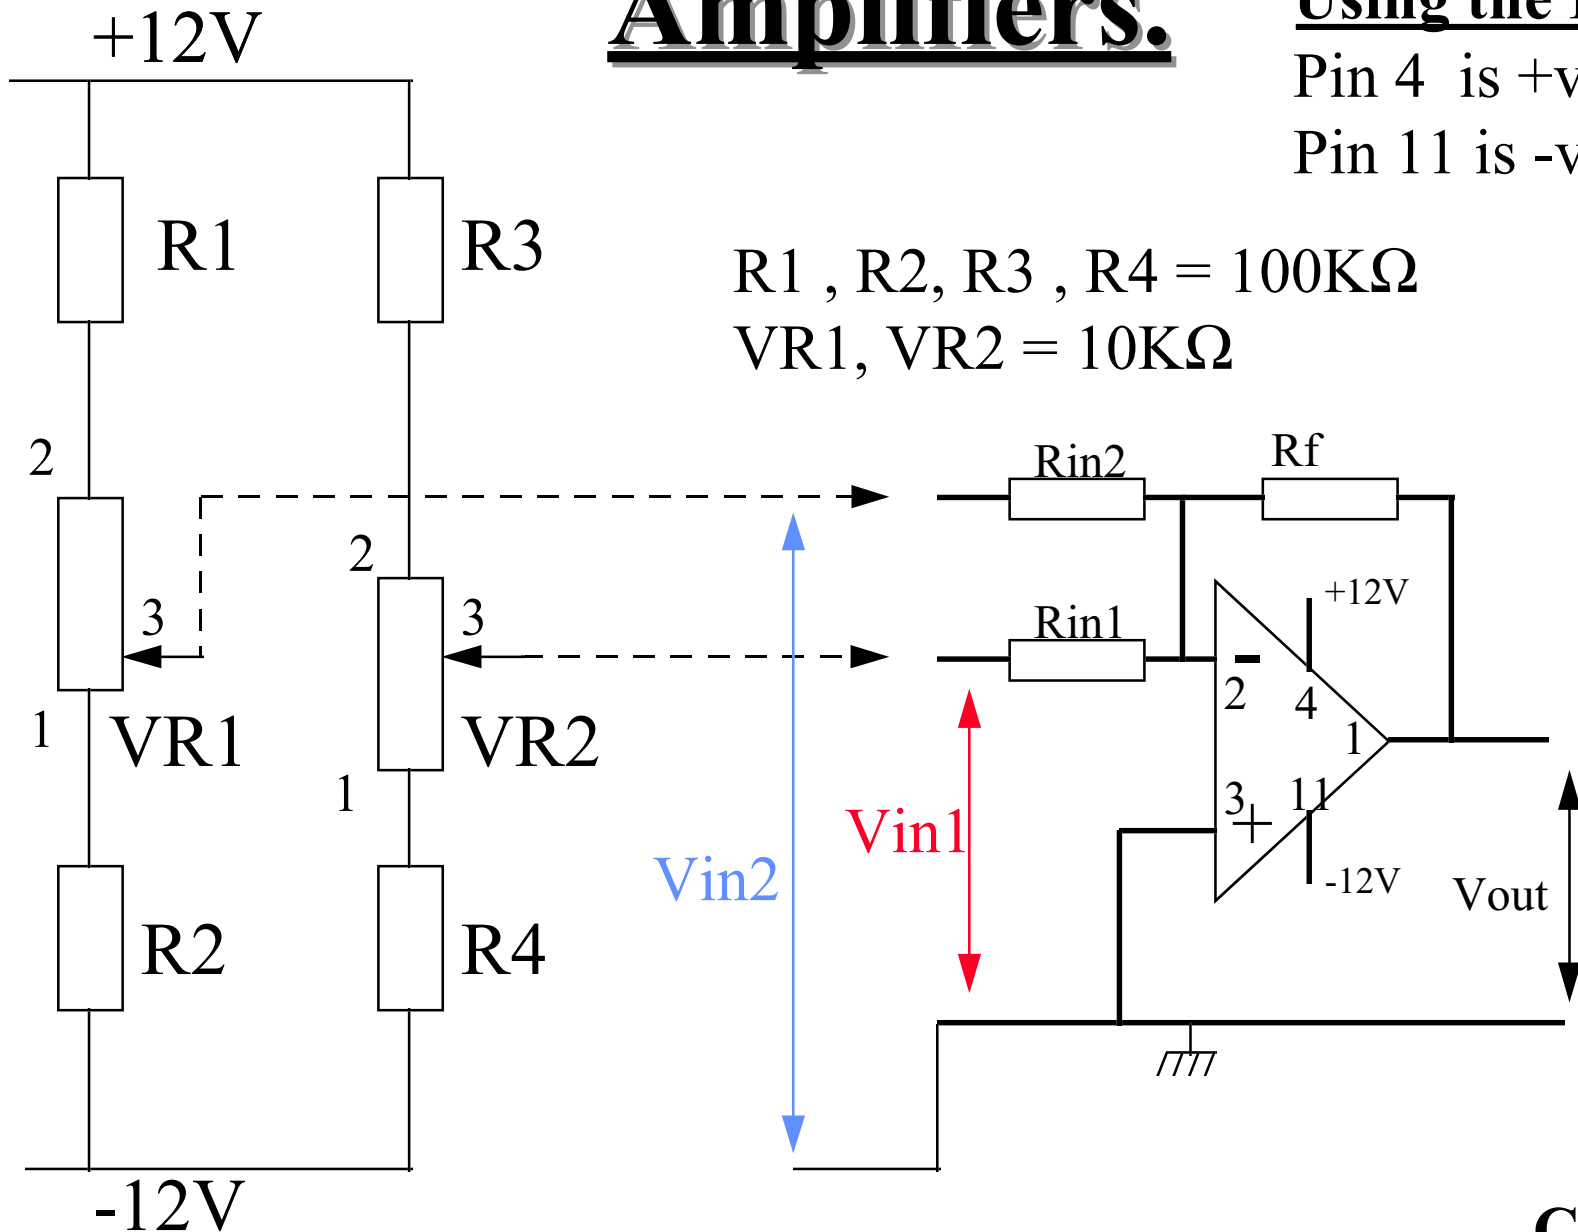 Amplifiers.
Using the
Pin 4 is +v
Pin 11 is -v
+12V
R1
R3
R1 , R2, R3 , R4 = 100KΩ
VR1, VR2 = 10KΩ
2
Rin2
Rf
2
3
3
Rin1
+12V
2
4
1
1
VR1
VR2
1
3
11
Vin1
Vin2
-12V
Vout
R2
R4
-12V